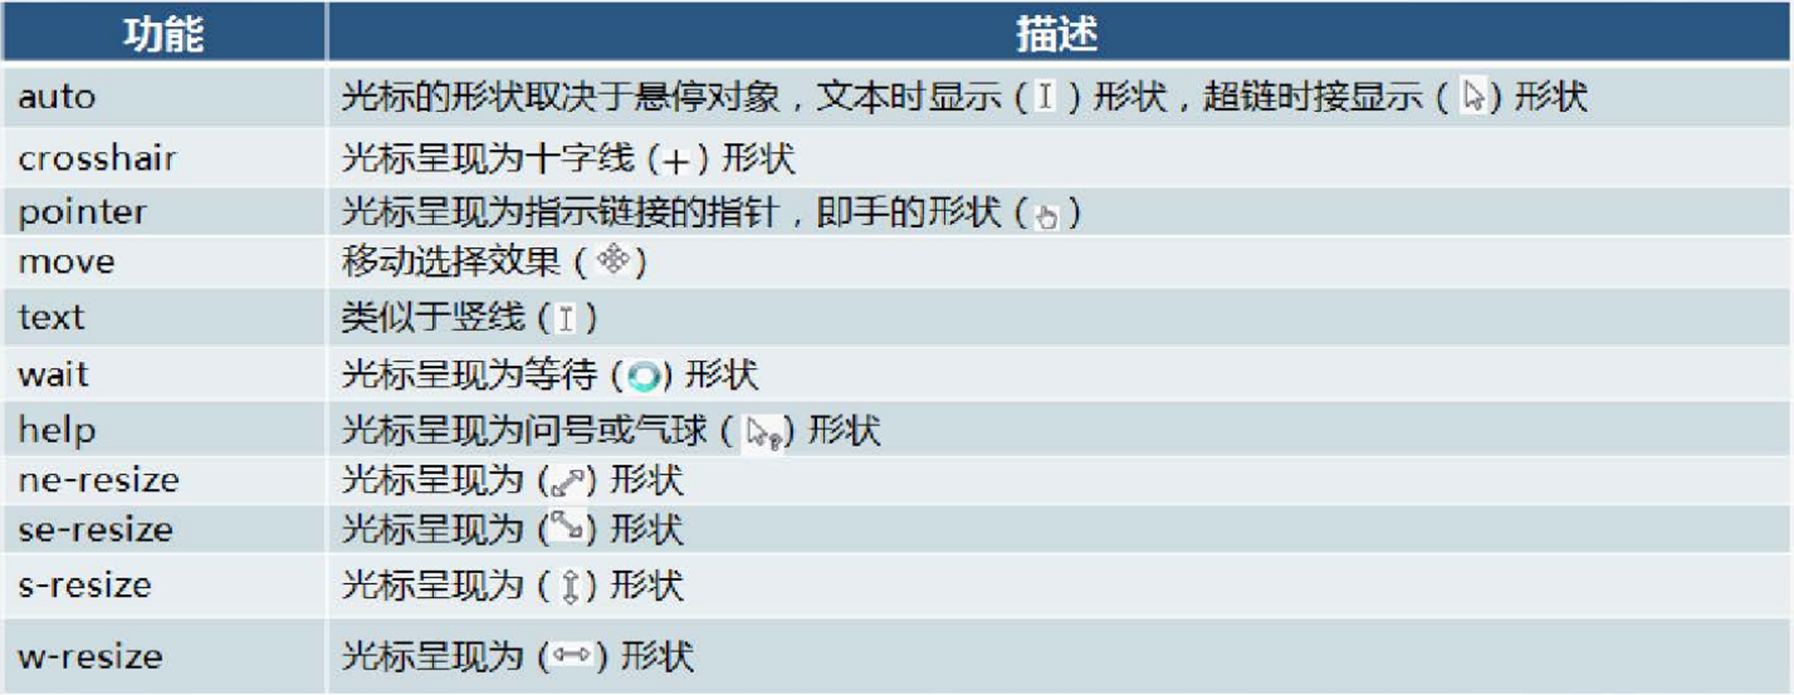 功能 描述
auto 光标的形状取决于悬停对象，文本时显示( )形状，超链时接显示( )形状
crosshair 光标呈现为十字线(+)形状
pointer 光标呈现为指示链接的指针，即手的形状( )
move 移动选择效果( )
text 类似于竖线( )
wait 光标呈现为等待( )形状
help 光标呈现为问号或气球( )形状
ne-resize 光标呈现为( )形状
se-resize 光标呈现为( )形状
s-resize 光标呈现为( )形状
w-resize 光标呈现为( )形状